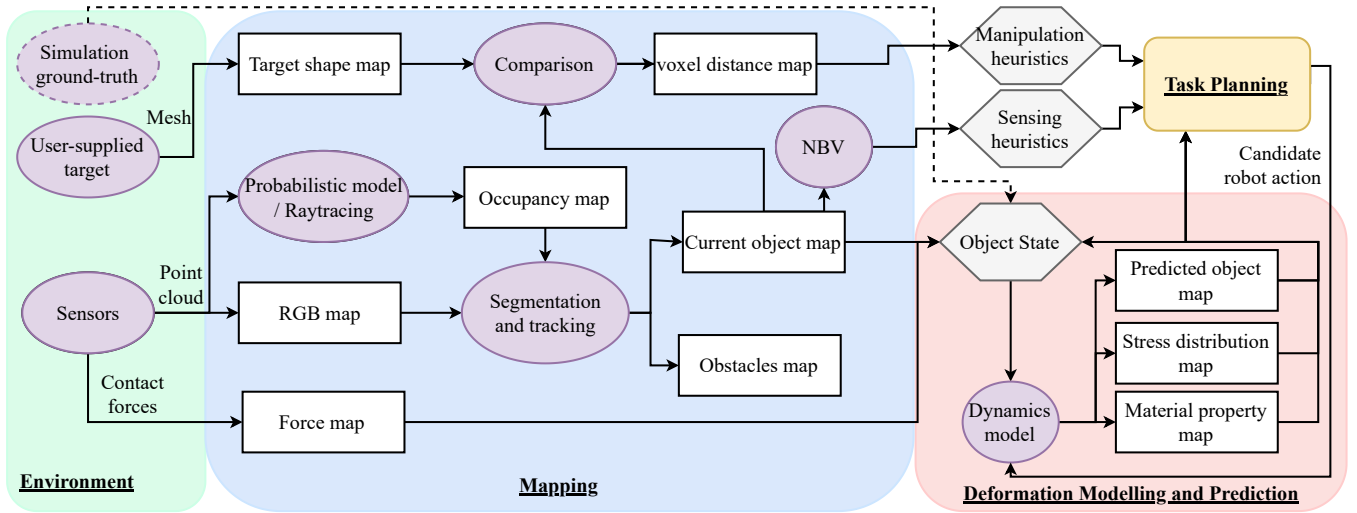 Simulation
ground-truth
User-supplied
target
Mesh
Sensors
Point
cloud
Contact
forces
Environment
Target shape map
Comparison
voxel distance map
Probabilistic model
/ Raytracing
Occupancy map
NBV
RGB map
Segmentation
and tracking
Current object map
Obstacles map
Force map
Mapping
Manipulation
heuristics
Sensing
heuristics
Task Planning
Candidate
robot action
Object State
Predicted object
map
Stress distribution
map
Dynamics
model
Material property
map
Deformation Modelling and Prediction